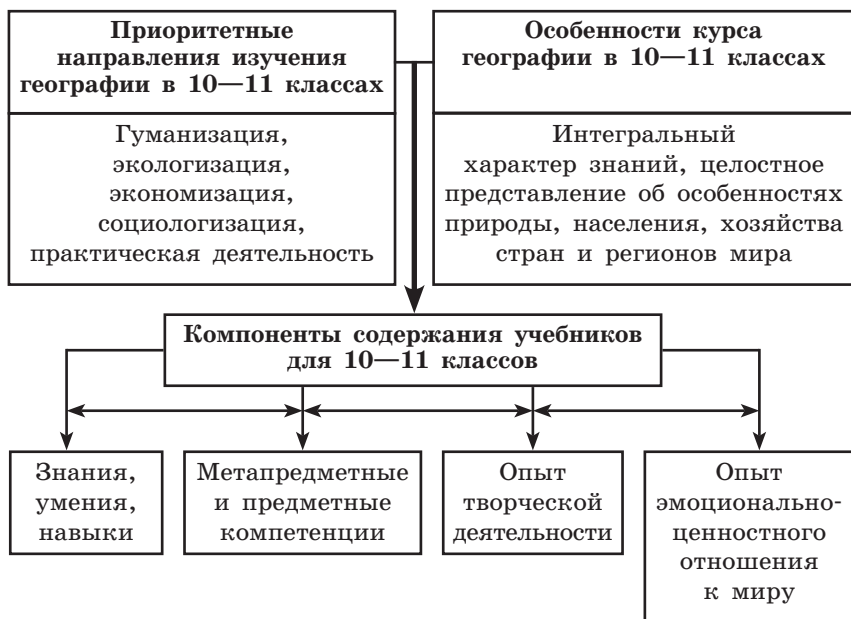 Приоритетные
направления изучения
географии в 10—11 классах
Гуманизация,
экологизация,
экономизация,
социологизация,
практическая деятельность
Особенности курса
географии в 10—11 классах
Интегральный
характер знаний, целостное
представление об особенностях
природы, населения, хозяйства
стран и регионов мира
Компоненты содержания учебников
для 10—11 классов
Знания,
умения,
навыки
Метапредметные
и предметные
компетенции
Опыт
творческой
деятельности
Опыт
эмоционально-
ценностного
отношения
к миру